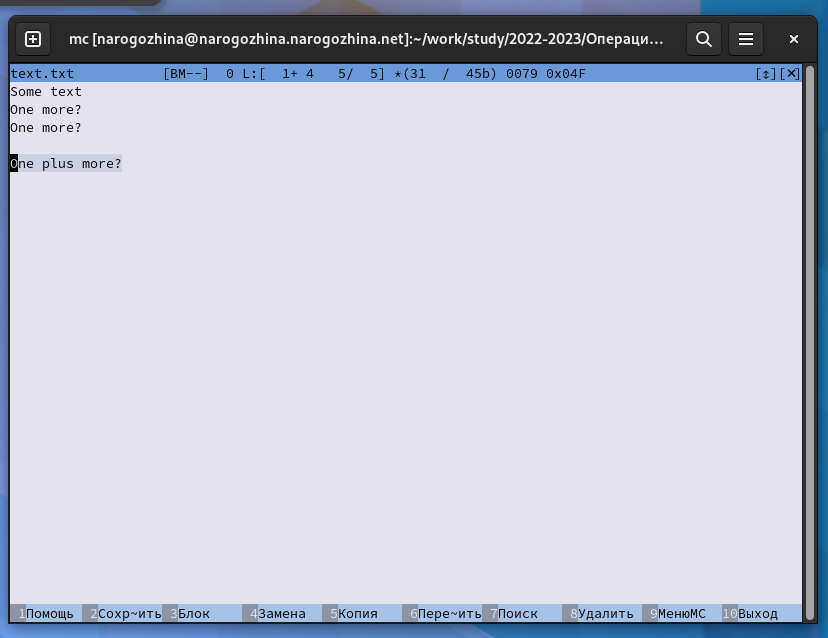 mc [narogozhina@narogozhina.narogozhina.net]:~/work/study/2022-2023/Операци…
text.txt [BM--] 0 L:[ 1+ 4 5/ 5] *(31 / 45b) 0079 0x04F [↕][✕]
Some text
One more?
One more?
One plus more?
1Помощь 2Сохр~ить 3Блок 4Замена 5Копия 6Пере~ить 7Поиск 8Удалить 9МенюMC 10Выход